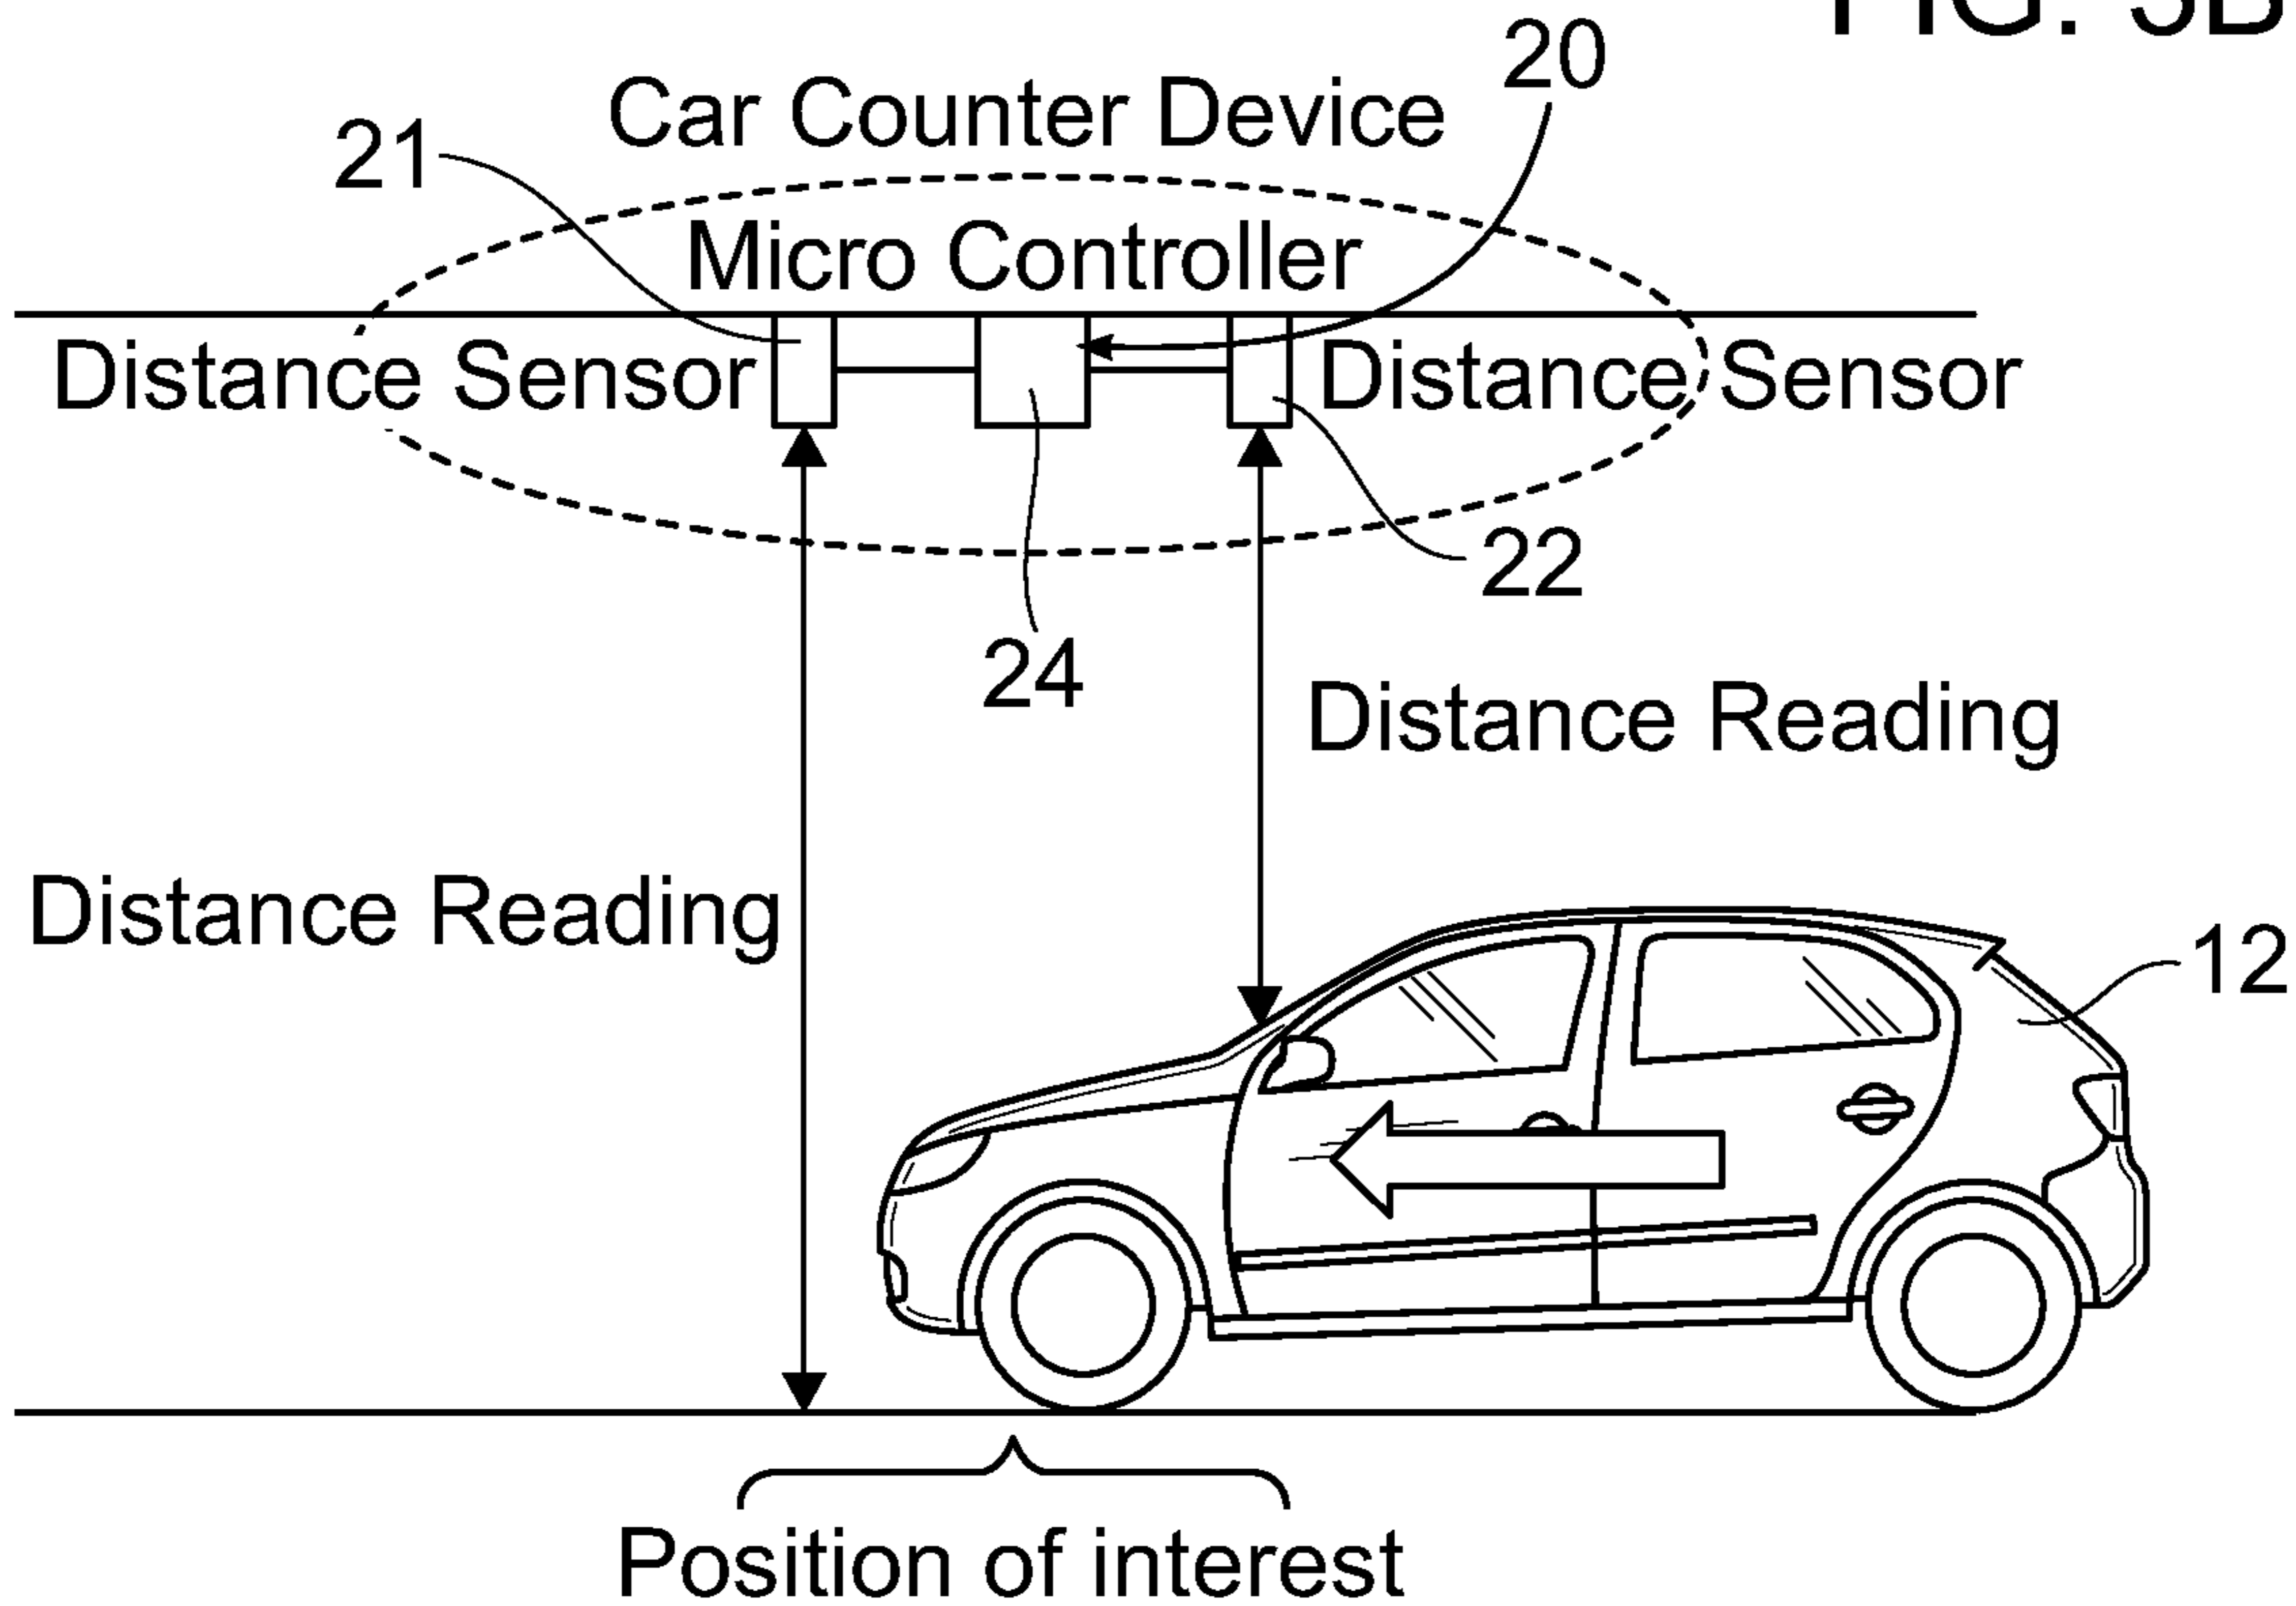 FIG. 3B
20
Car Counter Device
21
Micro Controller
Distance Sensor
Distance Sensor
22
24
Distance Reading
Distance Reading
12
Position of interest